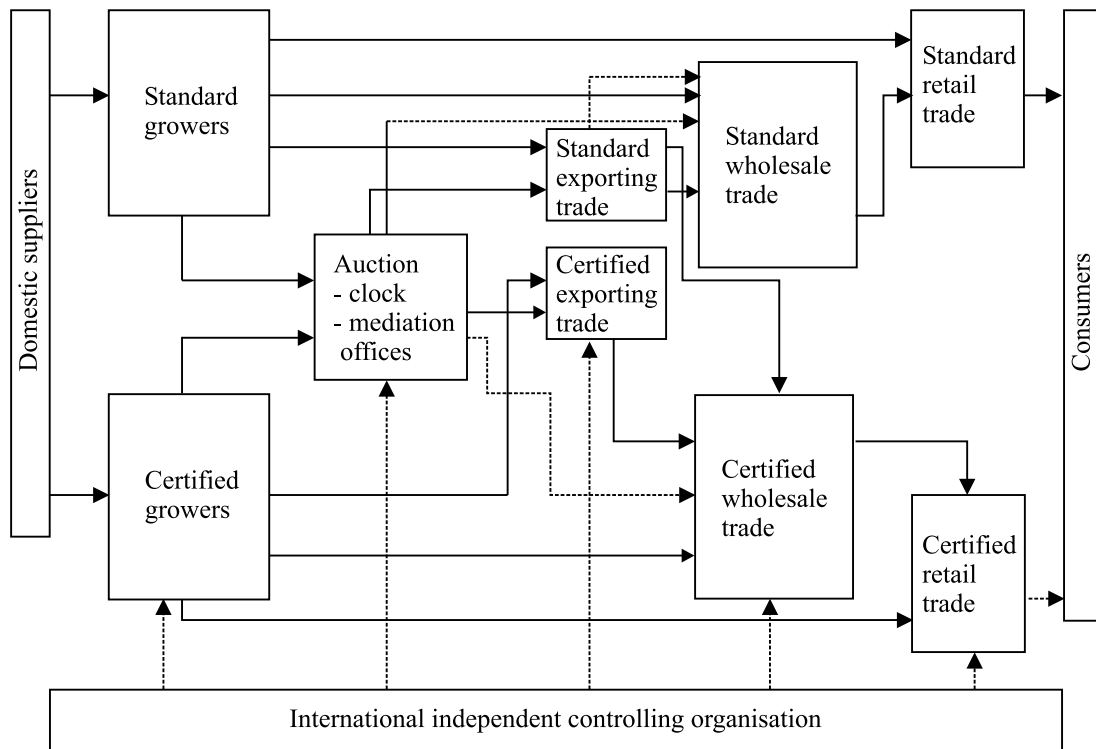 Domestic suppliers
Standard
growers
Standard
retail
trade
Standard
wholesale
trade
Standard
exporting
trade
Auction
- clock
- mediation
offices
Certified
exporting
trade
Certified
growers
Certified
wholesale
trade
Certified
retail
trade
Consumers
International independent controlling organisation